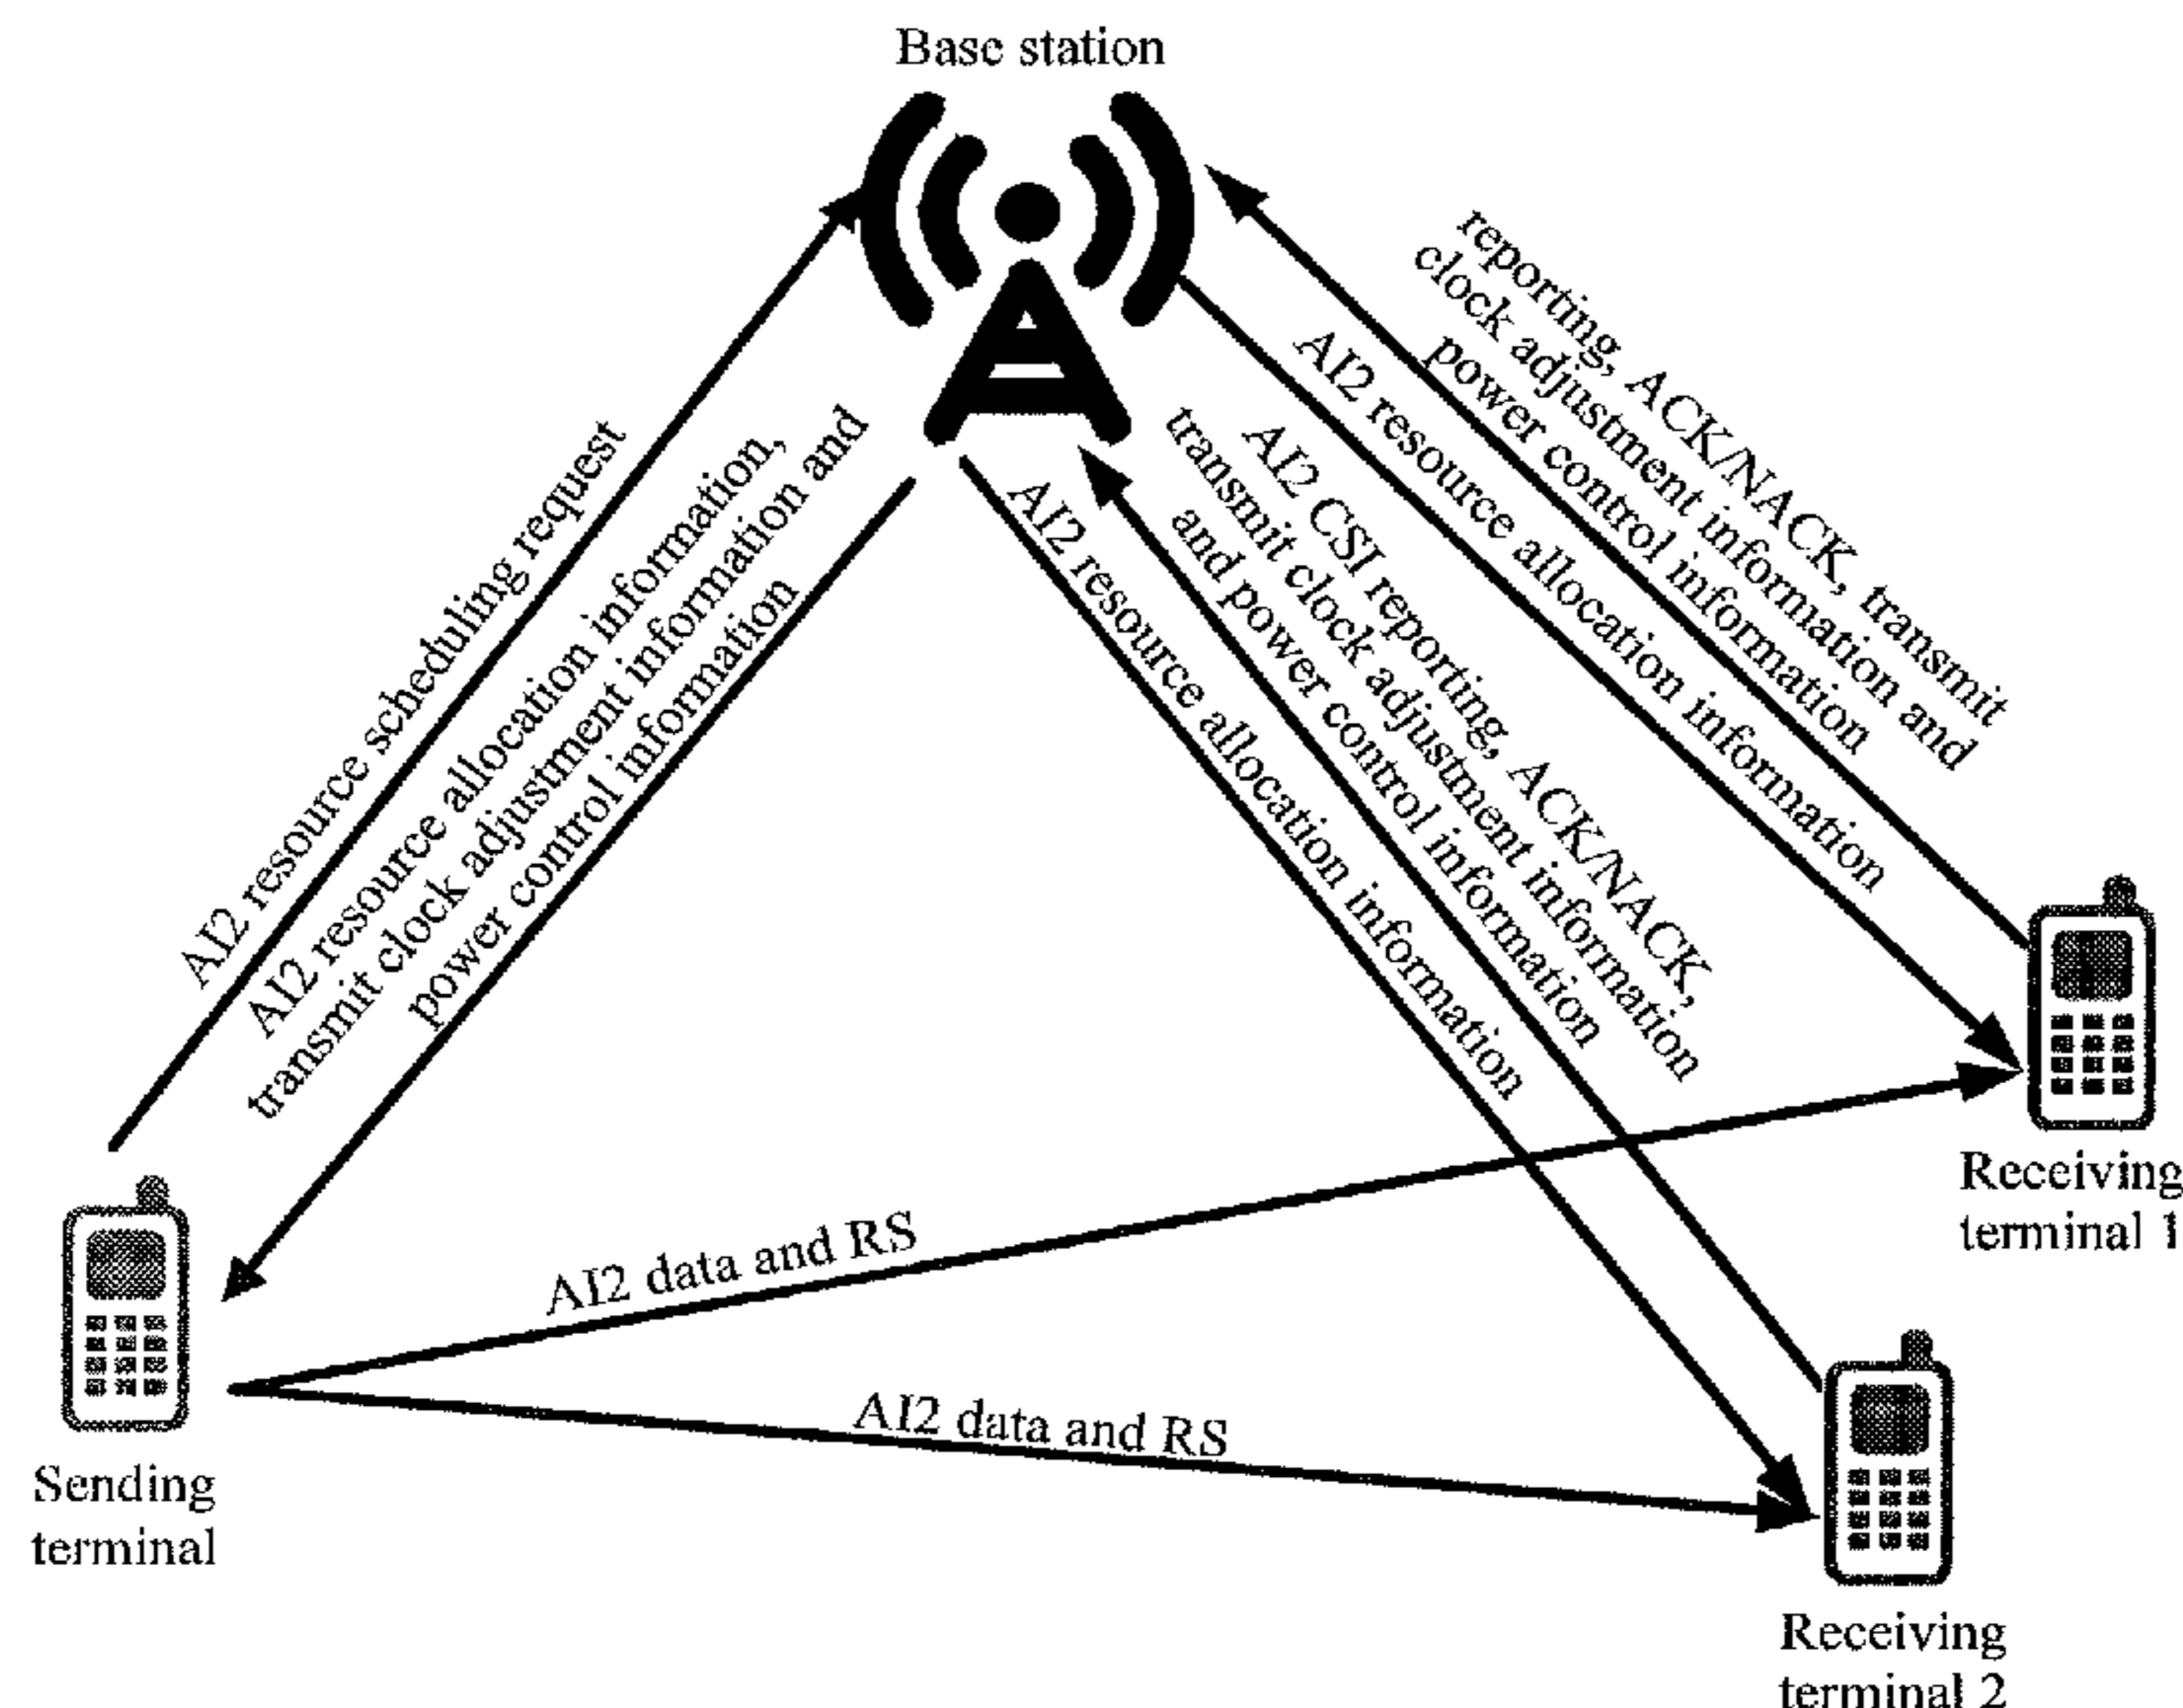 Base station
AI2 resource scheduling request
AI2 resource allocation information,
transmit clock adjustment information and
power control information
AI2 resource allocation information
AI2 CSI reporting, ACK/NACK,
transmit clock adjustment information
and power control information
AI2 resource allocation information
reporting, ACK/NACK, transmit
clock adjustment information and
power control information
AI2 data and RS
AI2 data and RS
Sending
terminal
Receiving
terminal 1
Receiving
terminal 2